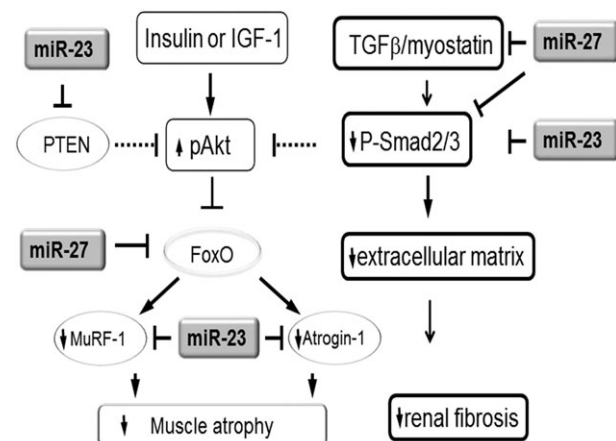 miR-23
Insulin or IGF-1
TGFβ/myostatin
miR-27
PTEN
pAkt
P-Smad2/3
miR-23
miR-27
FoxO
extracellular matrix
MuRF-1
miR-23
Atrogin-1
Muscle atrophy
renal fibrosis